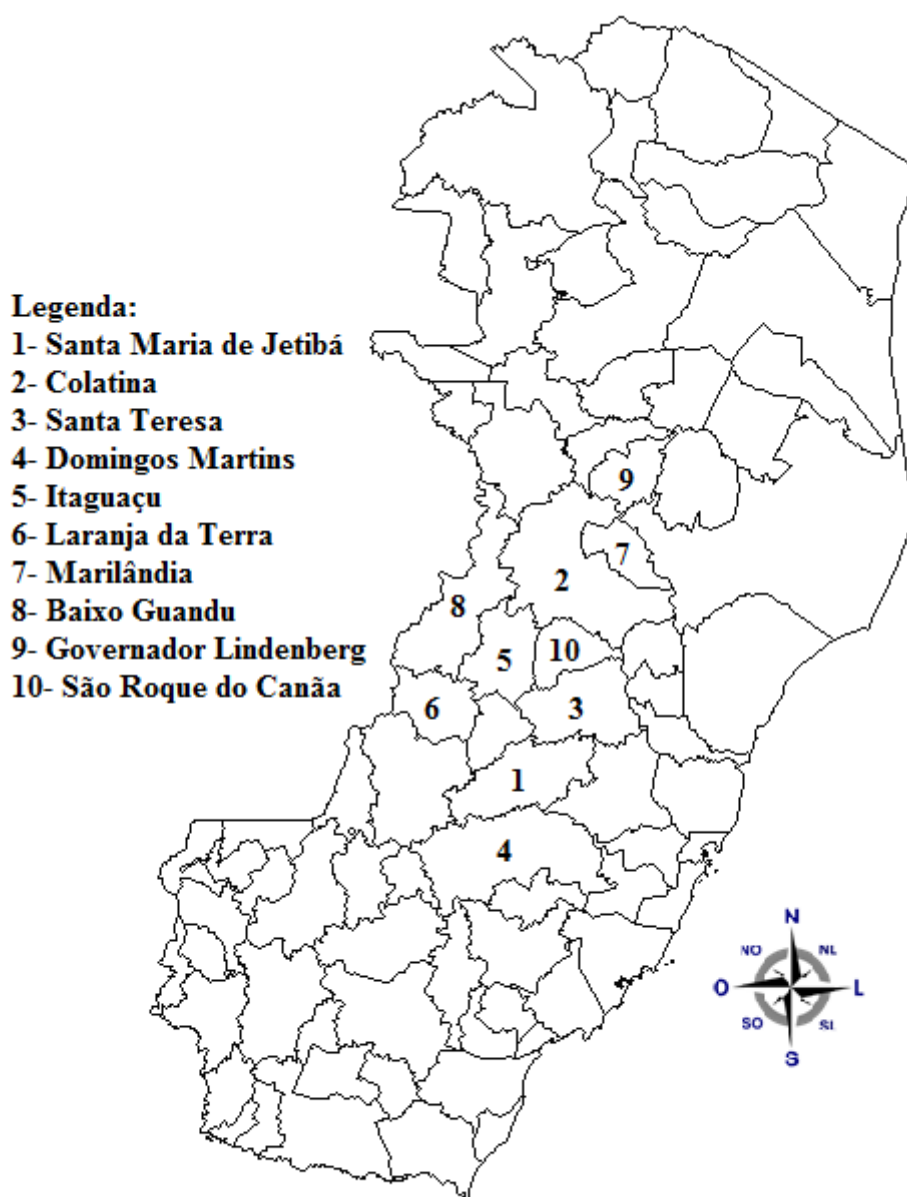 Legenda:
1- Santa Maria de Jetibá
2- Colatina
3- Santa Teresa
4- Domingos Martins
5- Itaguaçu
6- Laranja da Terra
7- Marilândia
8- Baixo Guandu
9- Governador Lindenberg
10- São Roque do Canãa
9
7
2
8
10
5
6
3
1
4
N
NO NL
O L
SO SL
S